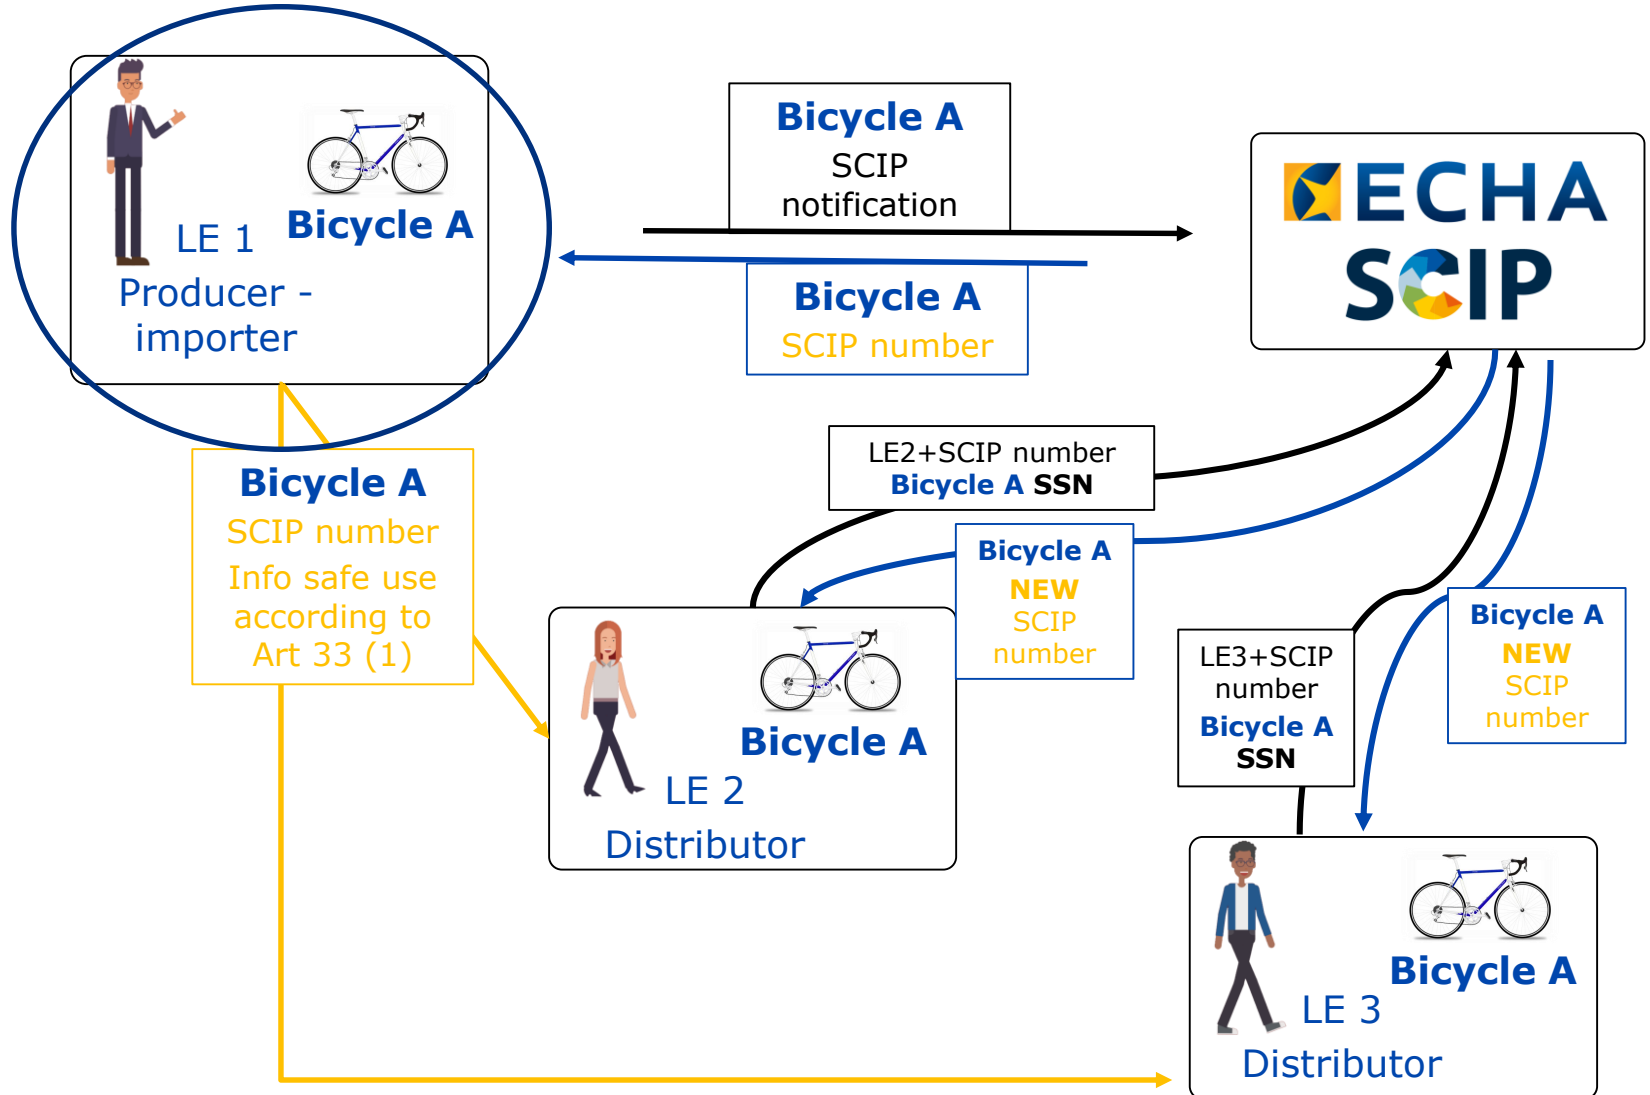 LE 1
Bicycle A
Producer -
importer
Bicycle A
SCIP
notification
Bicycle A
SCIP number
ECHA
SCIP
Bicycle A
SCIP number
Info safe use
according to
Art 33 (1)
LE2+SCIP number
Bicycle A SSN
Bicycle A
NEW
SCIP
number
Bicycle A
LE 2
Distributor
LE3+SCIP
number
Bicycle A
SSN
Bicycle A
NEW
SCIP
number
Bicycle A
LE 3
Distributor